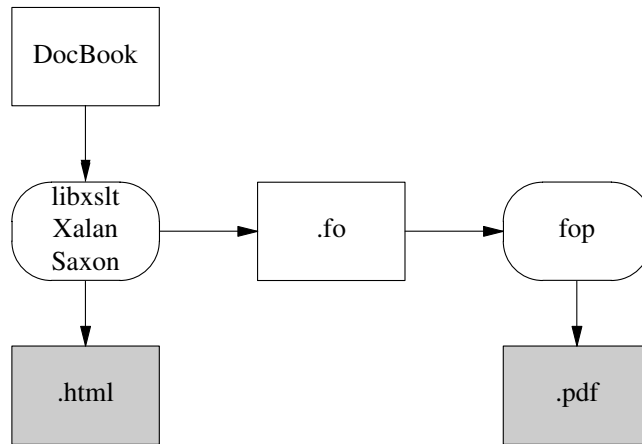 DocBook
libxslt
Xalan
Saxon
.fo
fop
.html
.pdf